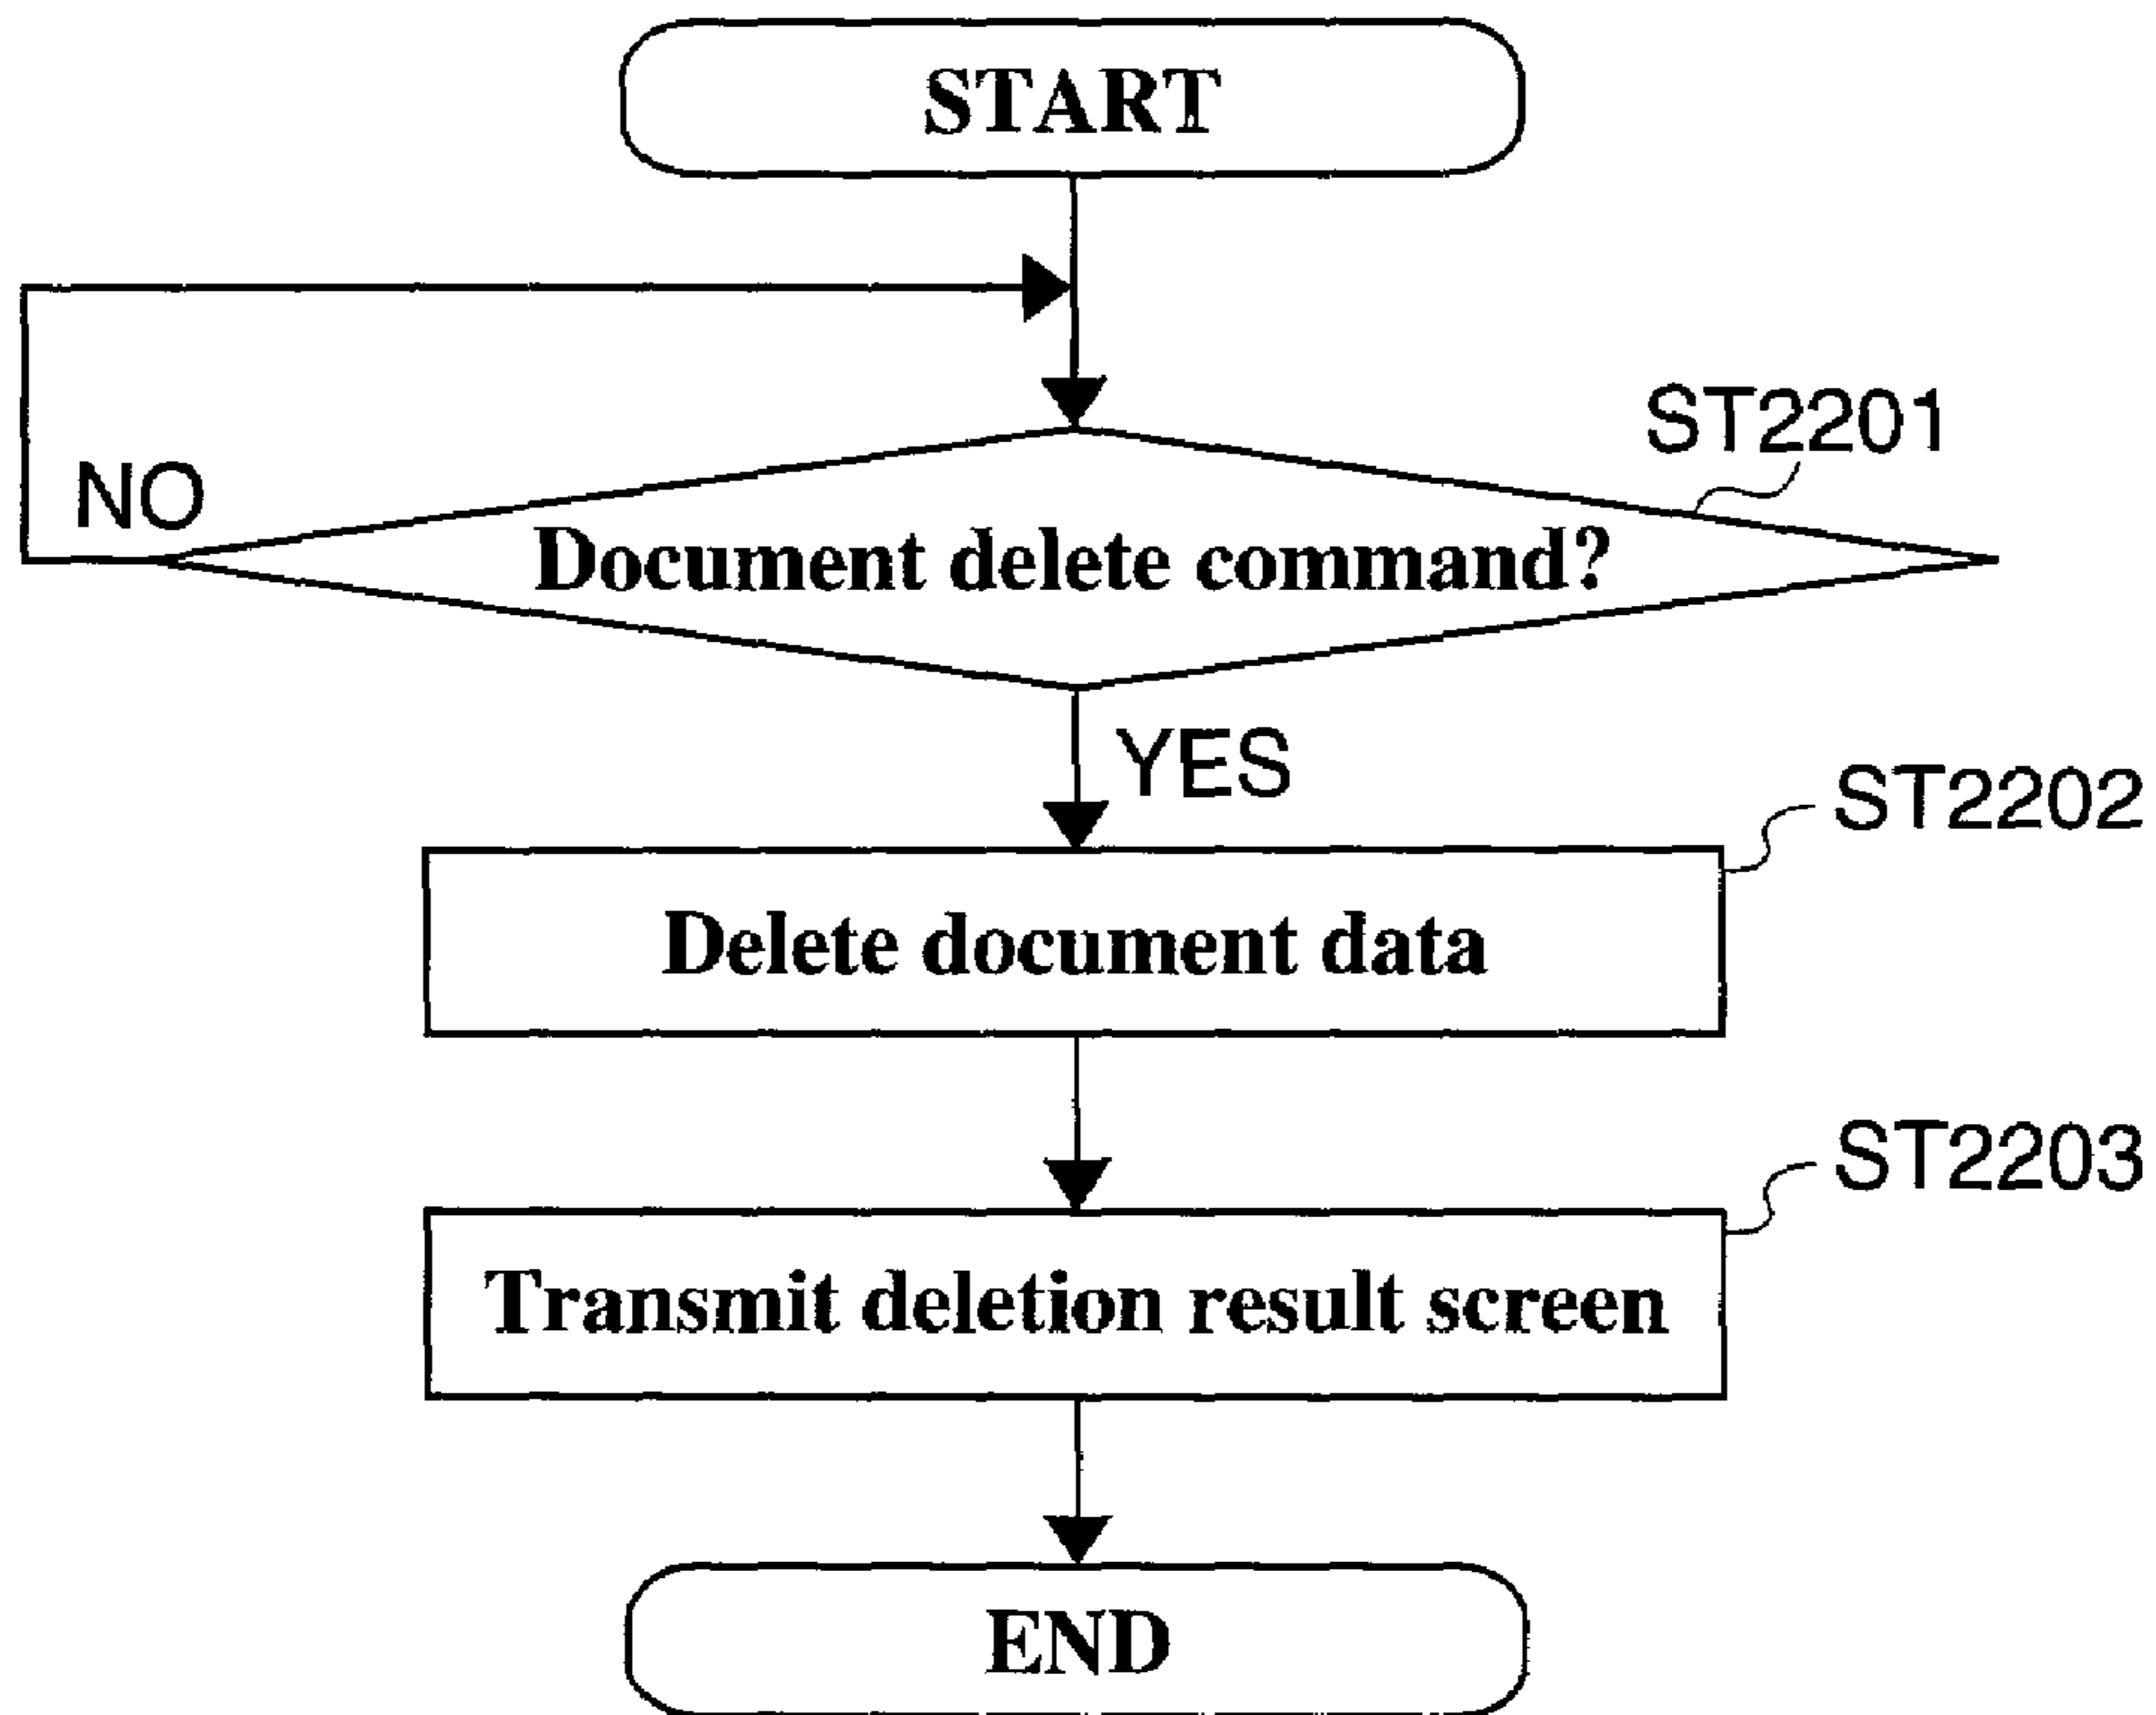 START
ST2201
NO
Document delete command?
YES
ST2202
Delete document data
ST2203
Transmit deletion result screen
END